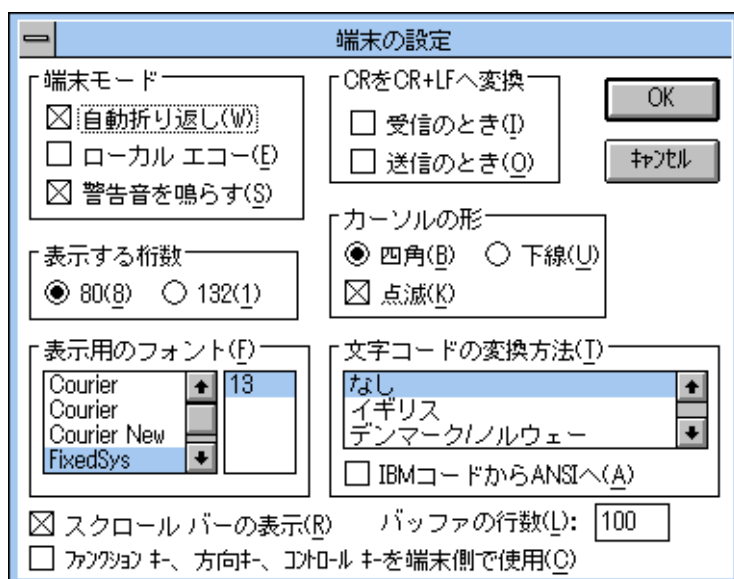 端末の設定
端末モード
自動折り返し(W)
ローカル エコー(E)
警告音を鳴らす(S)
CRをCR+LFへ変換
受信のとき(I)
送信のとき(O)
OK
ｷｬﾝｾﾙ
表示する桁数
80(8) 132(1)
カーソルの形
四角(B) 下線(U)
点滅(K)
表示用のフォント(F)
Courier
Courier
Courier New
FixedSys
13
文字コードの変換方法(T)
なし
イギリス
デンマーク/ノルウェー
IBMコードからANSIへ(A)
スクロール バーの表示(R)
バッファの行数(L): 100
ﾌｧﾝｸｼｮﾝ ｷｰ、方向ｷｰ、ｺﾝﾄﾛｰﾙ ｷｰを端末側で使用(C)